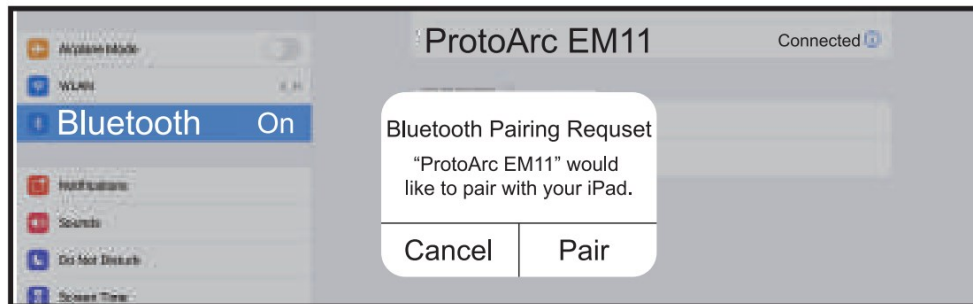 Airplane Mode
WLAN
Bluetooth On
Notifications
Sounds
Do Not Disturb
Screen Time
ProtoArc EM11 Connected
Bluetooth Pairing Requset
“ProtoArc EM11” would
like to pair with your iPad.
Cancel Pair